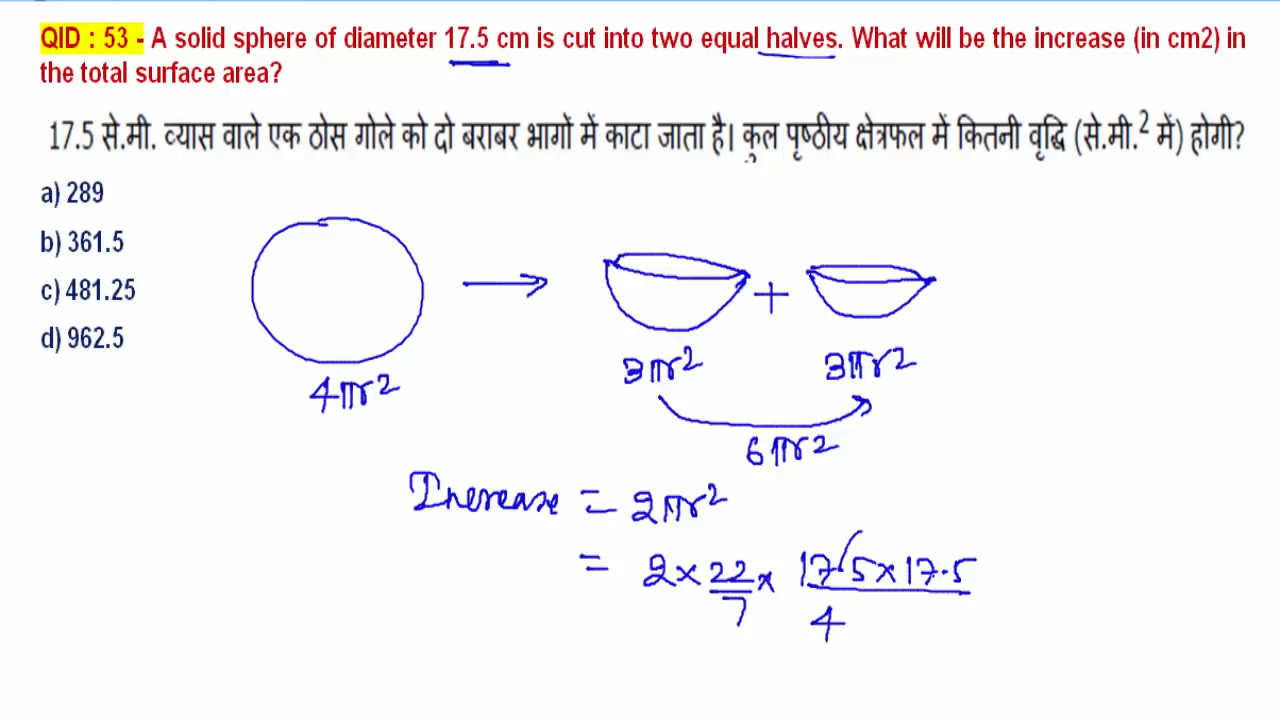 QID : 53 - A solid sphere of diameter 17.5 cm is cut into two equal halves. What will be the increase (in cm2) in
the total surface area?
17.5 से.मी. व्यास वाले एक ठोस गोले को दो बराबर भागों में काटा जाता है। कुल पृष्ठीय क्षेत्रफल में कितनी वृद्धि (से.मी.² में) होगी?
a) 289
b) 361.5
c) 481.25
d) 962.5
+
4πr²
3πr²
3πr²
6πr²
Increase = 2πr²
= 2 × 22/7 × 17.5 × 17.5 / 4